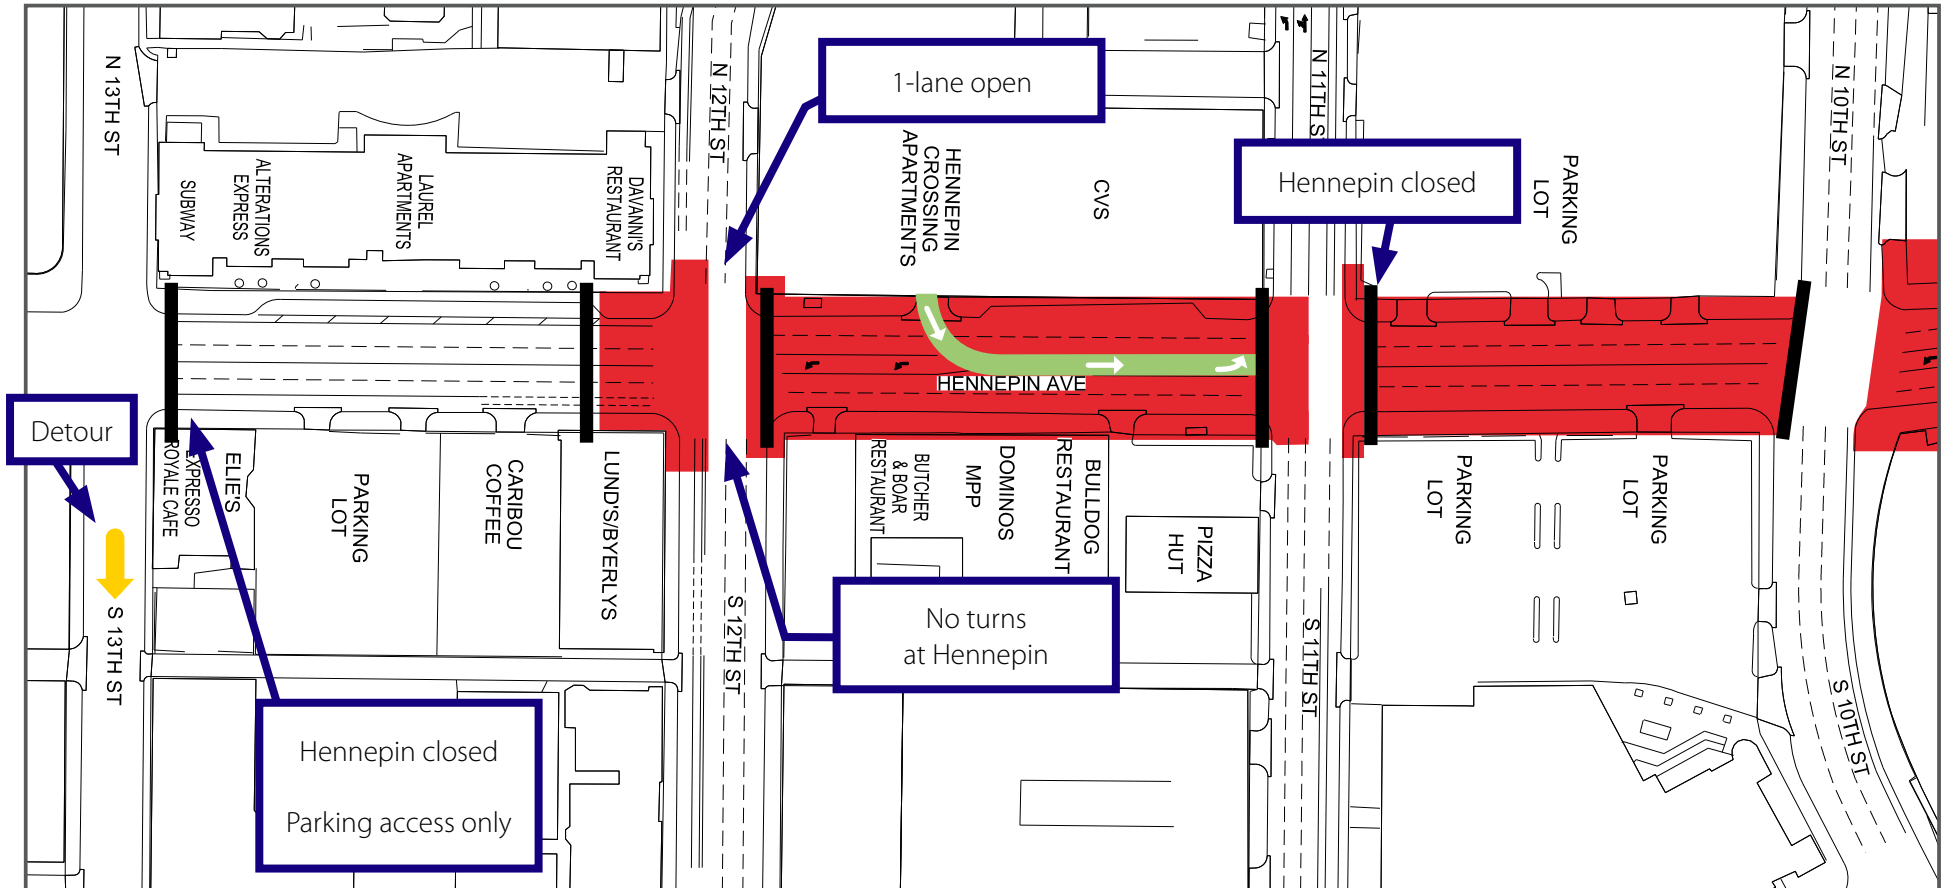 N 13TH ST
N 12TH ST
1-lane open
N 11TH S
N 10TH ST
SUBWAY
ALTERATIONS
EXPRESS
LAUREL
APARTMENTS
DAVANNI'S
RESTAURANT
HENNEPIN
CROSSING
APARTMENTS
CVS
Hennepin closed
PARKING
LOT
HENNEPIN AVE
Detour
EXPRESSO
ROYALE CAFE
ELIE'S
PARKING
LOT
CARIBOU
COFFEE
LUND'S/BYERLYS
BUTCHER
& BOAR
RESTAURANT
MPP
DOMINOS
BULLDOG
RESTAURANT
PIZZA
HUT
PARKING
LOT
PARKING
LOT
S 13TH ST
S 12TH ST
No turns
at Hennepin
S 11TH ST
S 10TH ST
Hennepin closed
Parking access only